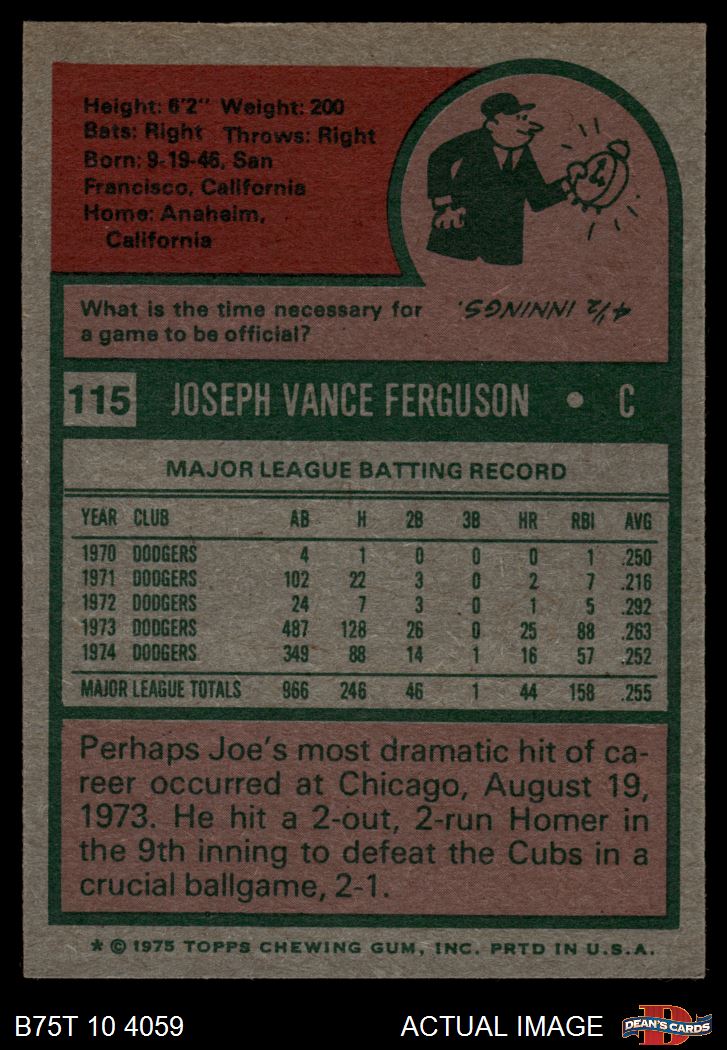 Height: 6'2" Weight: 200
Bats: Right Throws: Right
Born: 9-19-46, San
Francisco, California
Home: Anaheim,
California
What is the time necessary for
a game to be official?
4½ INNINGS.
115 JOSEPH VANCE FERGUSON • C
MAJOR LEAGUE BATTING RECORD
YEAR CLUB AB H 2B 3B HR RBI AVG
1970 DODGERS 4 1 0 0 0 1 .250
1971 DODGERS 102 22 3 0 2 7 .216
1972 DODGERS 24 7 3 0 1 5 .292
1973 DODGERS 487 128 26 0 25 88 .263
1974 DODGERS 349 88 14 1 16 57 .252
MAJOR LEAGUE TOTALS 966 246 46 1 44 158 .255
Perhaps Joe's most dramatic hit of ca-
reer occurred at Chicago, August 19,
1973. He hit a 2-out, 2-run Homer in
the 9th inning to defeat the Cubs in a
crucial ballgame, 2-1.
* © 1975 TOPPS CHEWING GUM, INC. PRTD IN U.S.A.
B75T 10 4059 ACTUAL IMAGE D DEAN'S CARDS